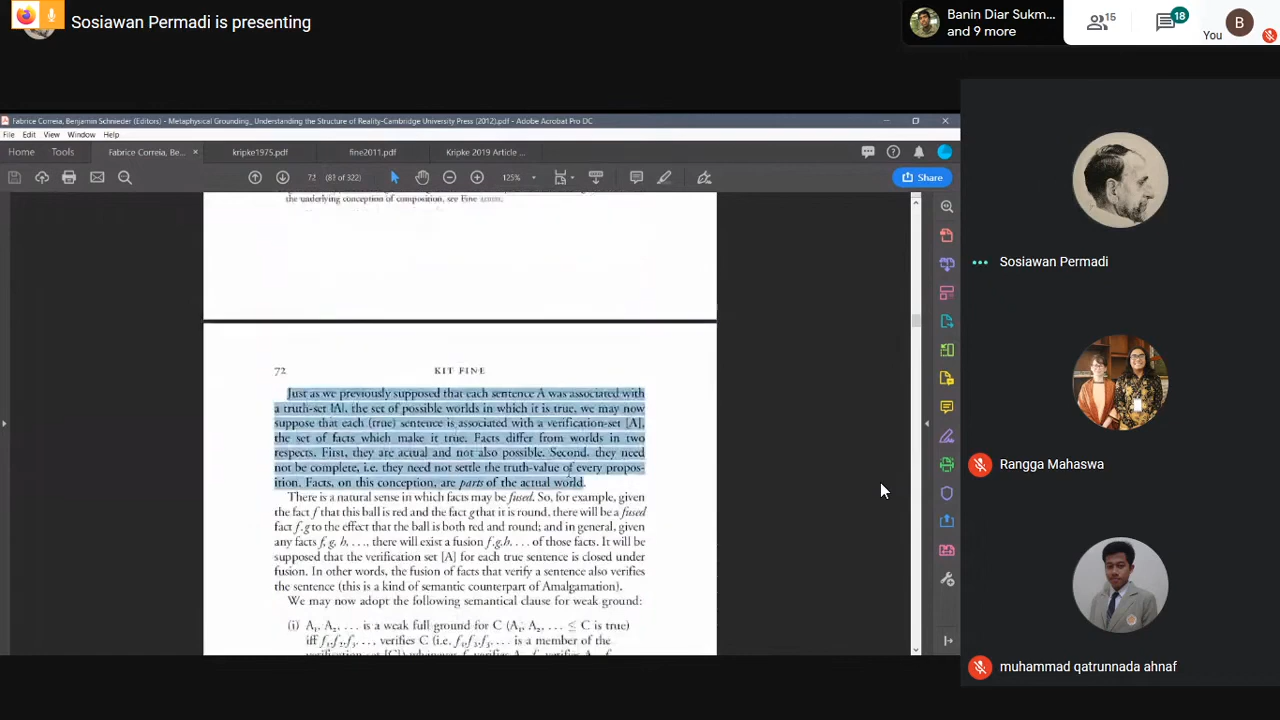 Sosiawan Permadi is presenting
Banin Diar Sukm...
and 9 more
15
18
You
B
Fabrice Correia, Benjamin Schnieder (Editors) - Metaphysical Grounding_ Understanding the Structure of Reality-Cambridge University Press (2012).pdf - Adobe Acrobat Pro DC
File Edit View Window Help
Home Tools Fabrice Correia, Be... × kripke1975.pdf fine2011.pdf Kripke 2019 Article ...
72 (81 of 322) 125% Share
the underlying conception of composition, see Fine
72 KIT FINE
Just as we previously supposed that each sentence A was associated with
a truth-set |A|, the set of possible worlds in which it is true, we may now
suppose that each (true) sentence is associated with a verification-set [A],
the set of facts which make it true. Facts differ from worlds in two
respects. First, they are actual and not also possible. Second, they need
not be complete, i.e. they need not settle the truth-value of every propos-
ition. Facts, on this conception, are parts of the actual world.
There is a natural sense in which facts may be fused. So, for example, given
the fact f that this ball is red and the fact g that it is round, there will be a fused
fact f.g to the effect that the ball is both red and round; and in general, given
any facts f, g, h, . . ., there will exist a fusion f.g.h. . . . of those facts. It will be
supposed that the verification set [A] for each true sentence is closed under
fusion. In other words, the fusion of facts that verify a sentence also verifies
the sentence (this is a kind of semantic counterpart of Amalgamation).
We may now adopt the following semantical clause for weak ground:
(i) A₁, A₂, . . . is a weak full ground for C (A₁, A₂, . . . ≤ C is true)
iff f₁.f₂.f₃. . . . verifies C (i.e. f₁.f₂.f₃. . . . is a member of the
Sosiawan Permadi
Rangga Mahaswa
muhammad qatrunnada ahnaf